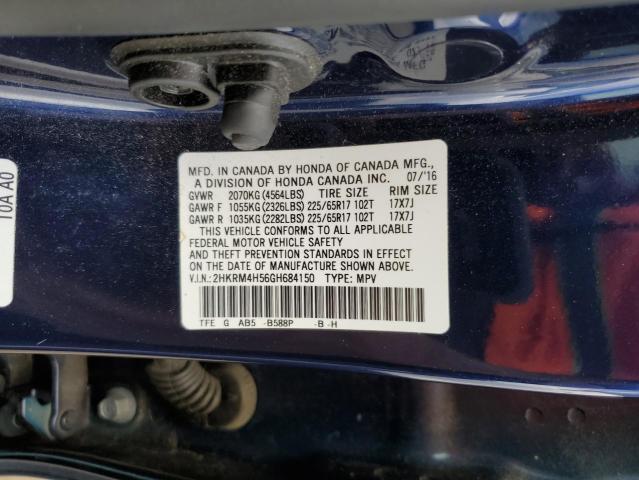 MFD. IN CANADA BY HONDA OF CANADA MFG.,
A DIVISION OF HONDA CANADA INC. 07/'16
GVWR 2070KG (4564LBS) TIRE SIZE RIM SIZE
GAWR F 1055KG (2326LBS) 225/65R17 102T 17X7J
GAWR R 1035KG (2282LBS) 225/65R17 102T 17X7J
THIS VEHICLE CONFORMS TO ALL APPLICABLE
FEDERAL MOTOR VEHICLE SAFETY
AND THEFT PREVENTION STANDARDS IN EFFECT
ON THE DATE OF MANUFACTURE SHOWN ABOVE.
V.I.N.: 2HKRM4H56GH684150 TYPE: MPV
TFE G AB5 -B588P -B -H
10A A0